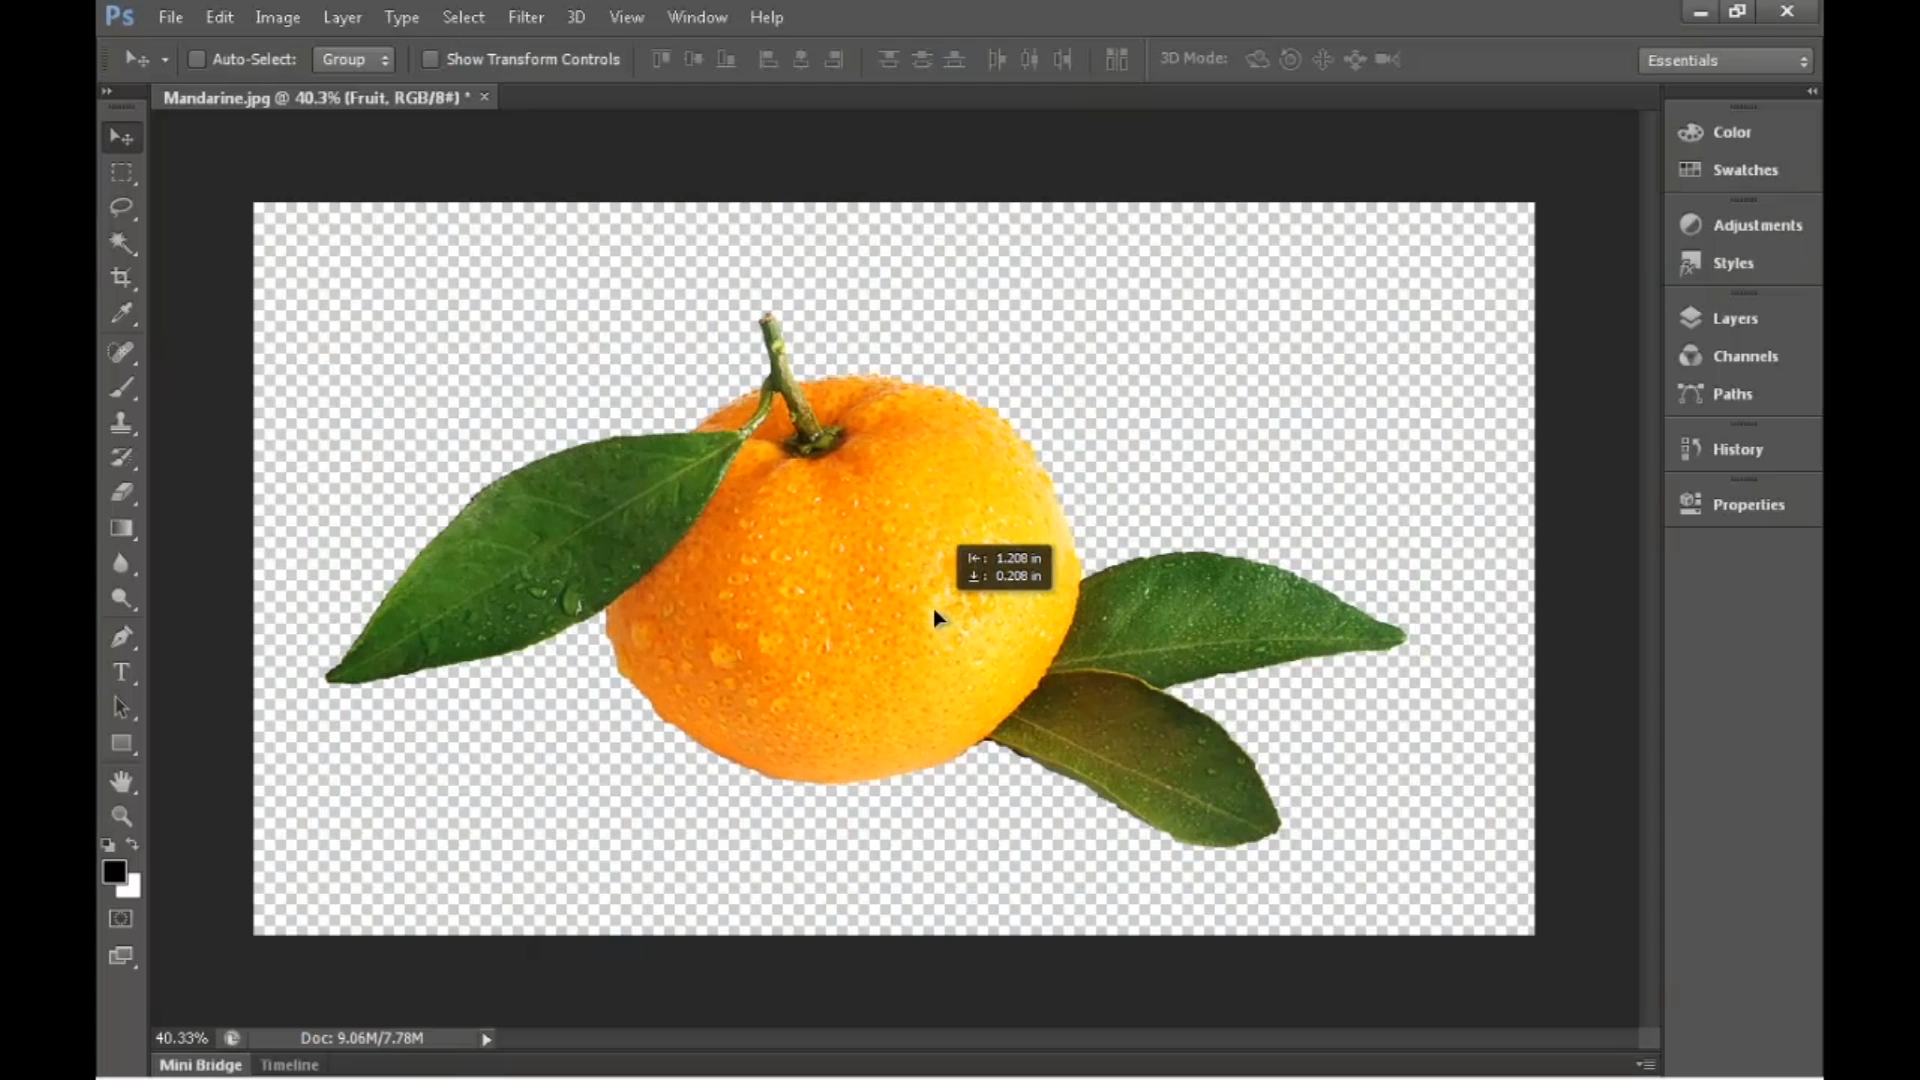 Ps File Edit Image Layer Type Select Filter 3D View Window Help
Auto-Select: Group Show Transform Controls 3D Mode: Essentials
Mandarine.jpg @ 40.3% (Fruit, RGB/8#) * ×
Color
Swatches
Adjustments
Styles
Layers
Channels
Paths
History
Properties
: 1.208 in
: 0.208 in
T
40.33% Doc: 9.06M/7.78M
Mini Bridge Timeline